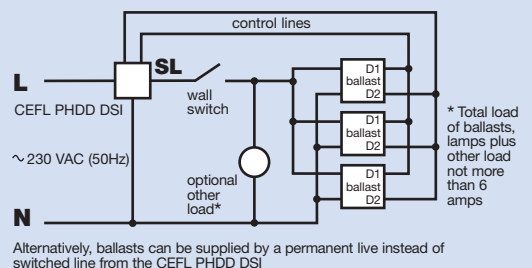 control lines
L
SL
CEFL PHDD DSI
wall
switch
~ 230 VAC (50Hz)
optional
other
load*
N
D1
ballast
D2
D1
ballast
D2
D1
ballast
D2
* Total load
of ballasts,
lamps plus
other load
not more
than 6
amps
Alternatively, ballasts can be supplied by a permanent live instead of
switched line from the CEFL PHDD DSI